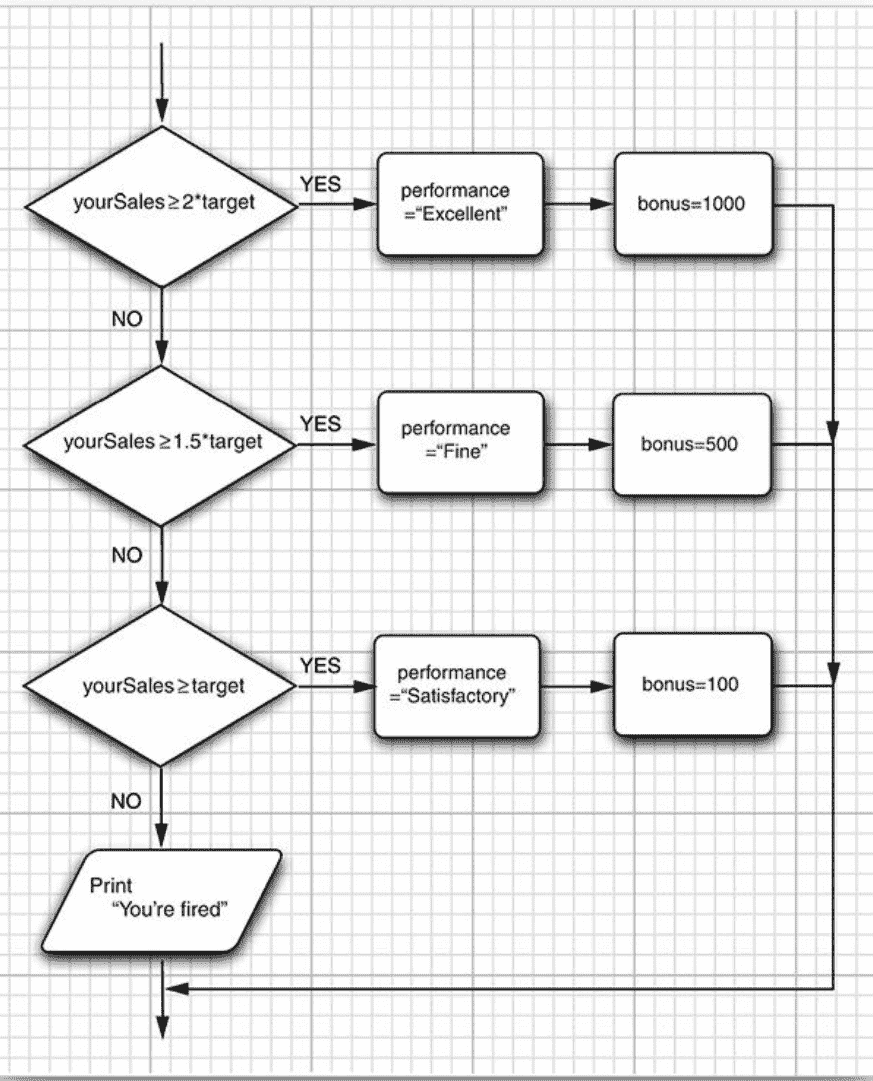 yourSales≥2*target
YES
performance
=“Excellent”
bonus=1000
NO
yourSales≥1.5*target
YES
performance
=“Fine”
bonus=500
NO
yourSales≥target
YES
performance
=“Satisfactory”
bonus=100
NO
Print
“You’re fired”